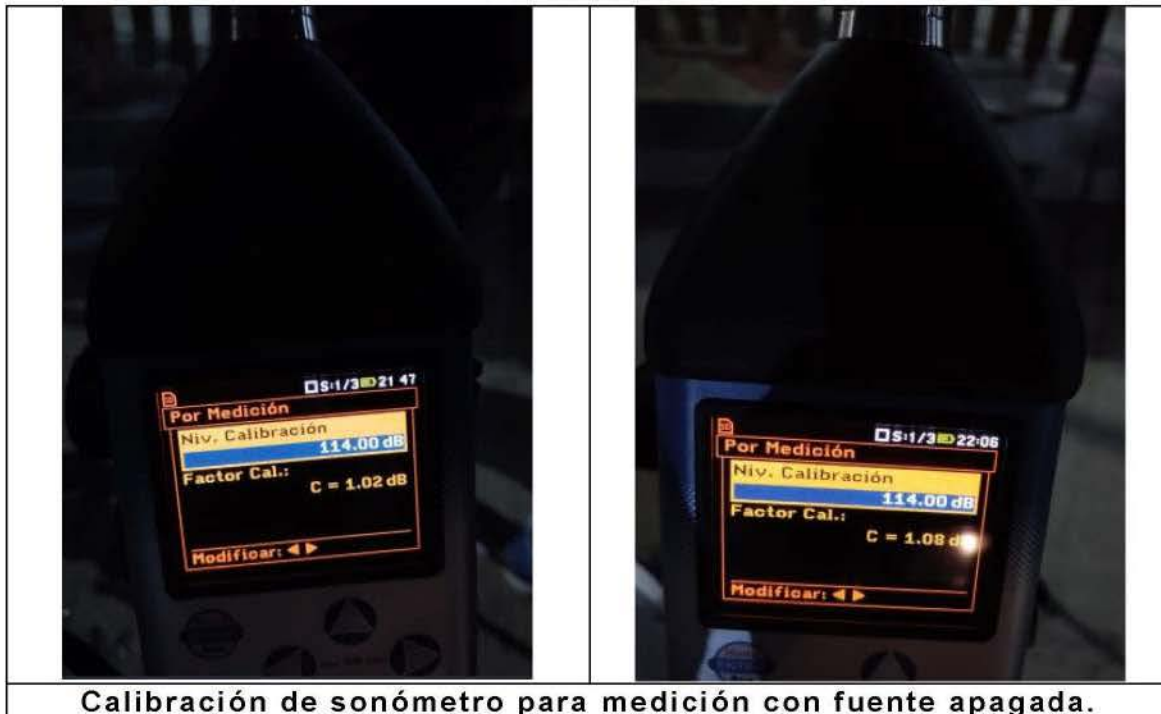 S:1/3 21 47
Por Medición
Niv. Calibración
114.00 dB
Factor Cal.:
C = 1.02 dB
Modificar:
S:1/3 22:06
Por Medición
Niv. Calibración
114.00 dB
Factor Cal.:
C = 1.08 d
Modificar:
Calibración de sonómetro para medición con fuente apagada.